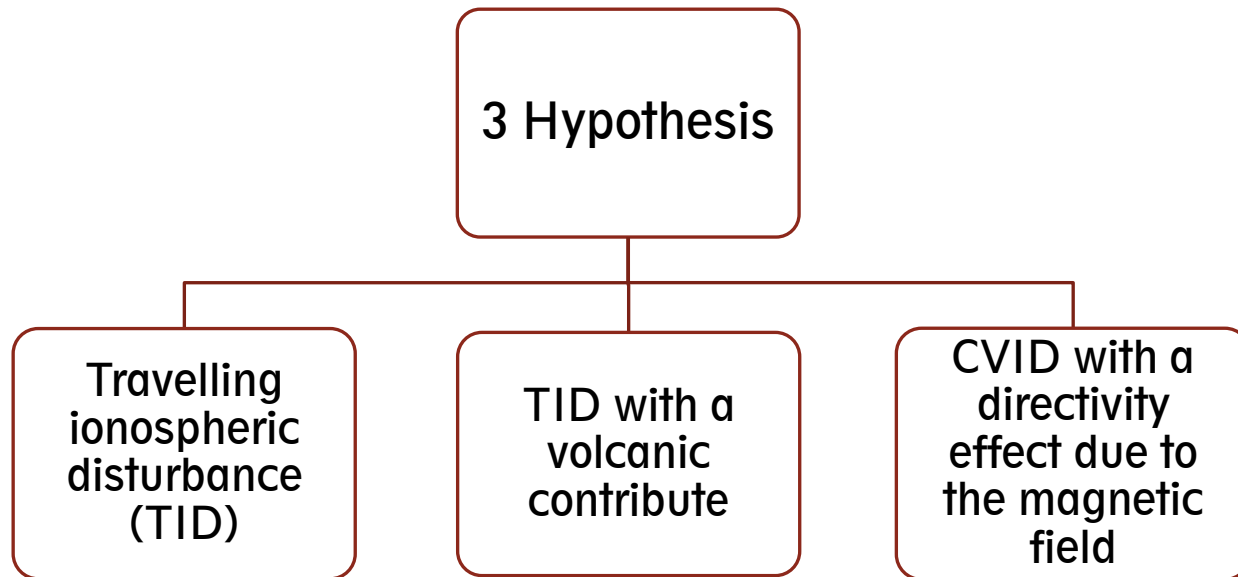 3 Hypothesis
Travelling
ionospheric
disturbance
(TID)
TID with a
volcanic
contribute
CVID with a
directivity
effect due to
the magnetic
field